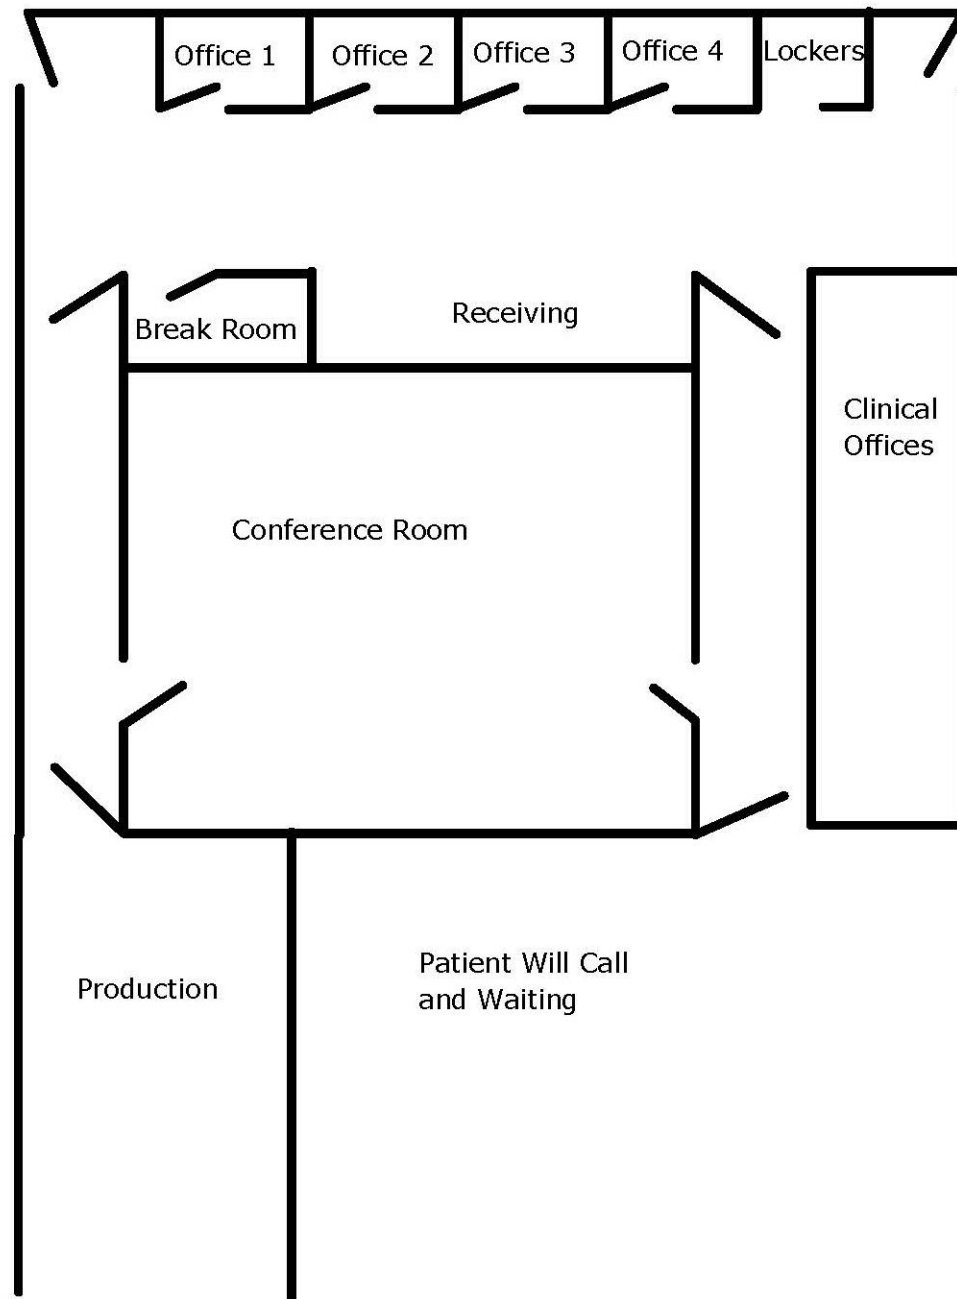 Office 1
Office 2
Office 3
Office 4
Lockers
Break Room
Receiving
Clinical
Offices
Conference Room
Production
Patient Will Call
and Waiting